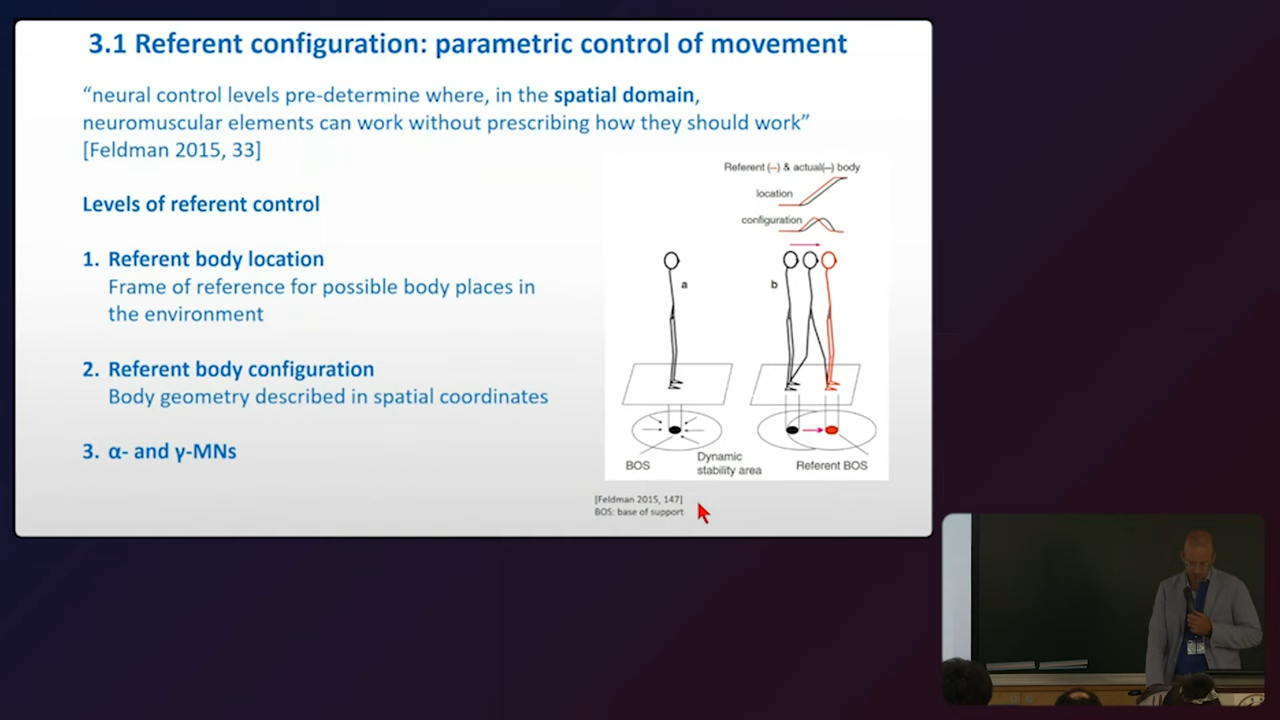 3.1 Referent configuration: parametric control of movement
“neural control levels pre-determine where, in the spatial domain,
neuromuscular elements can work without prescribing how they should work”
[Feldman 2015, 33]
Levels of referent control
1. Referent body location
Frame of reference for possible body places in
the environment
2. Referent body configuration
Body geometry described in spatial coordinates
3. α- and γ-MNs
Referent (–) & actual(–) body
location
configuration
a
b
BOS
Dynamic
stability area
Referent BOS
[Feldman 2015, 147]
BOS: base of support